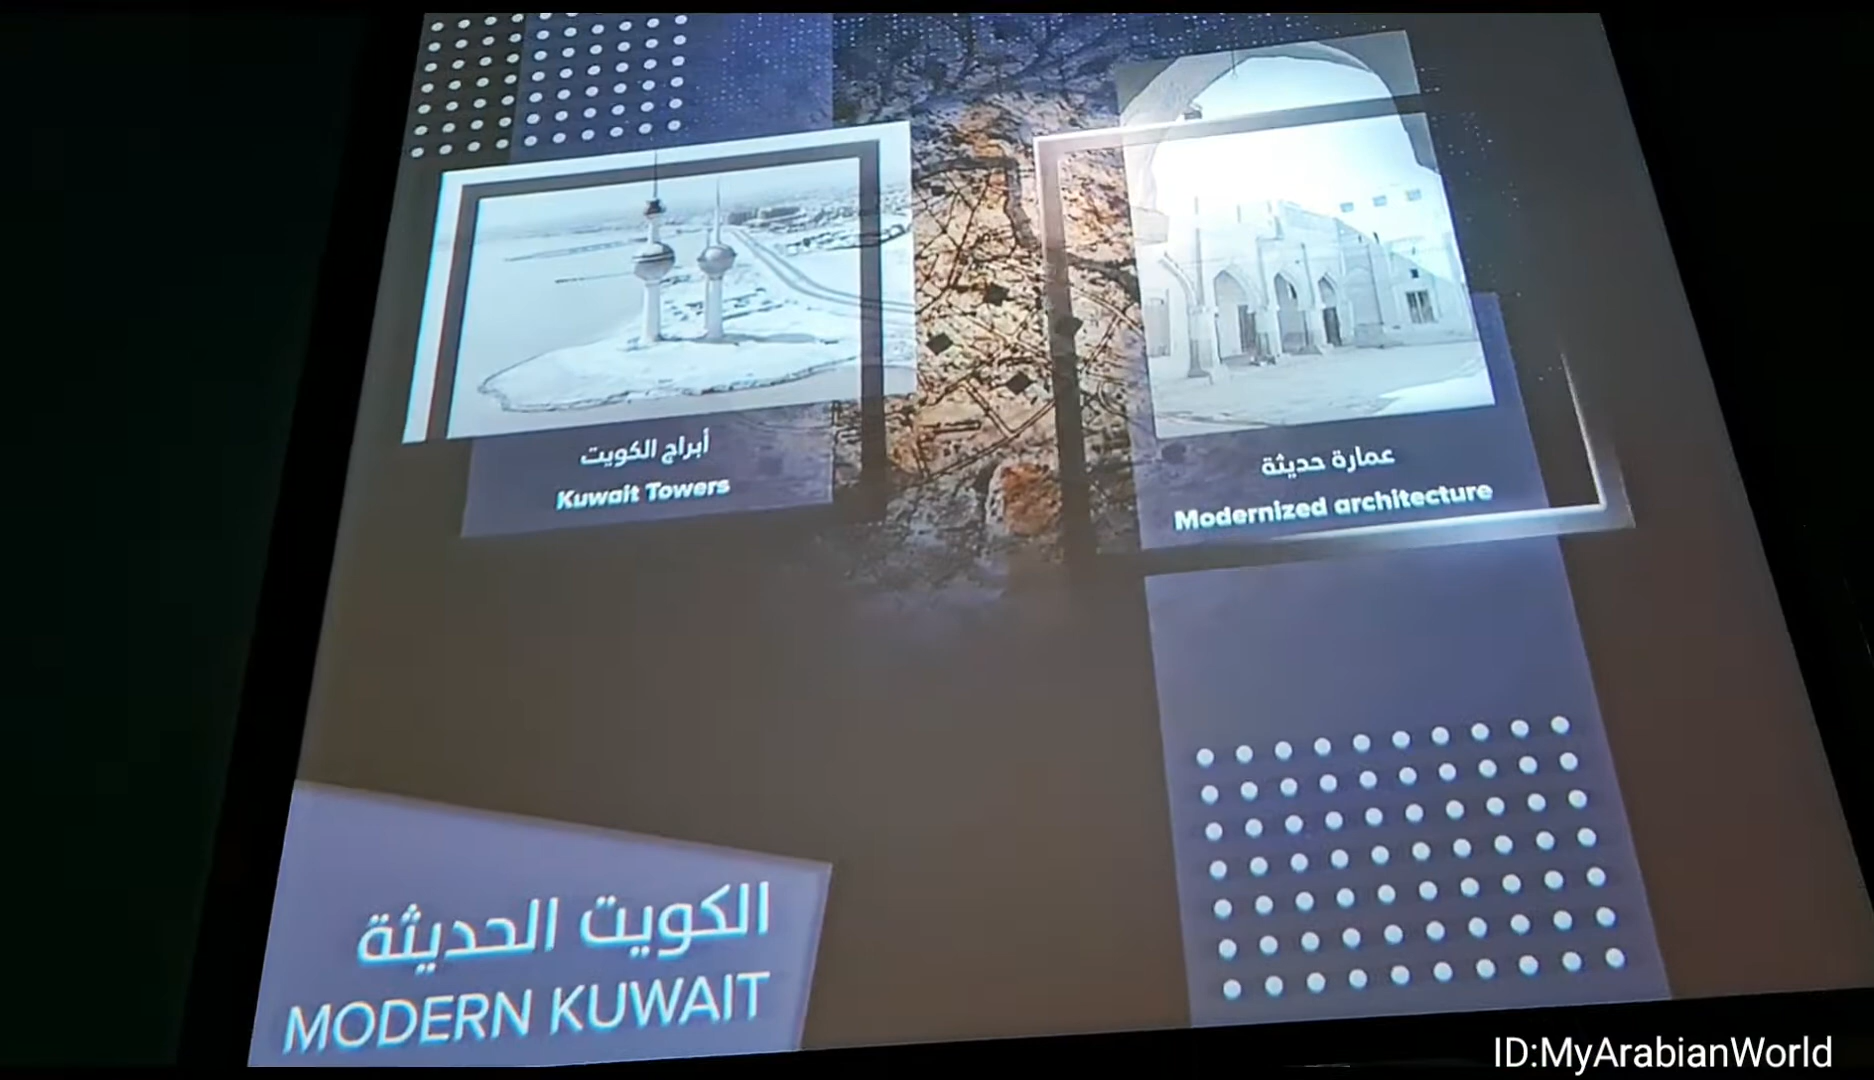 أبراج الكويت
Kuwait Towers
عمارة حديثة
Modernized architecture
الكويت الحديثة
MODERN KUWAIT
ID:MyArabianWorld